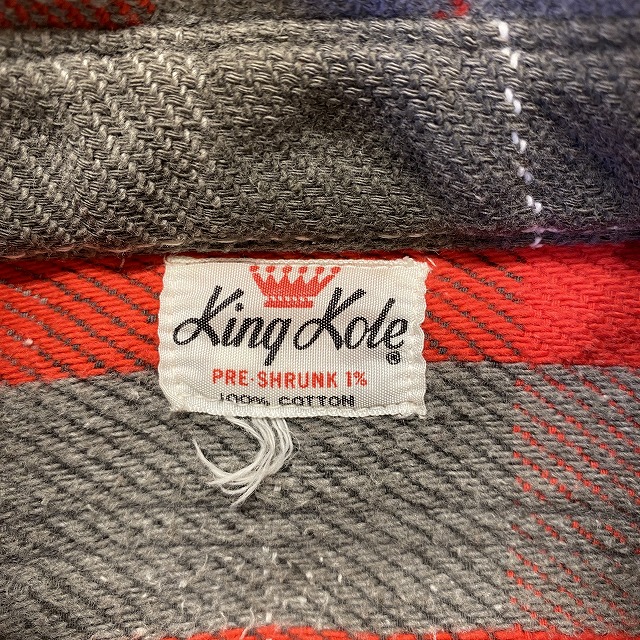 King Kole®
PRE-SHRUNK 1%
100% COTTON